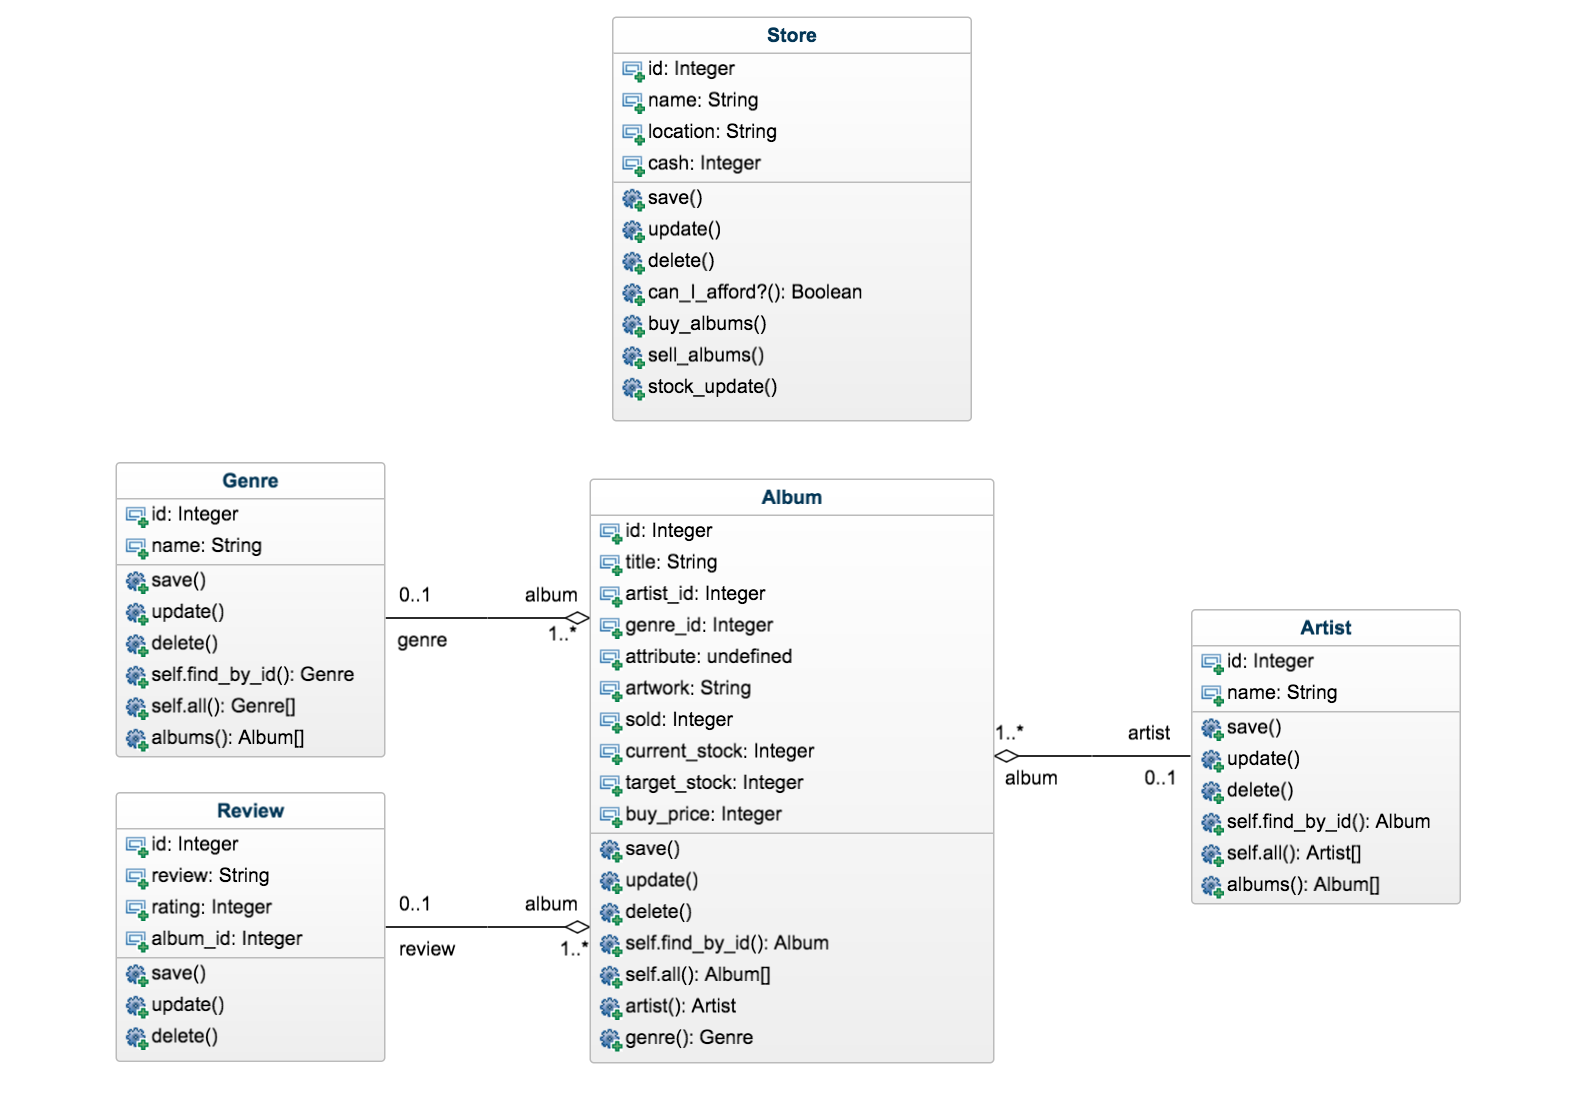 Store
id: Integer
name: String
location: String
cash: Integer
save()
update()
delete()
can_I_afford?(): Boolean
buy_albums()
sell_albums()
stock_update()
Genre
id: Integer
name: String
save()
update()
delete()
self.find_by_id(): Genre
self.all(): Genre[]
albums(): Album[]
0..1
album
genre
1..*
Review
id: Integer
review: String
rating: Integer
album_id: Integer
save()
update()
delete()
0..1
album
review
1..*
Album
id: Integer
title: String
artist_id: Integer
genre_id: Integer
attribute: undefined
artwork: String
sold: Integer
current_stock: Integer
target_stock: Integer
buy_price: Integer
save()
update()
delete()
self.find_by_id(): Album
self.all(): Album[]
artist(): Artist
genre(): Genre
1..*
artist
album
0..1
Artist
id: Integer
name: String
save()
update()
delete()
self.find_by_id(): Album
self.all(): Artist[]
albums(): Album[]